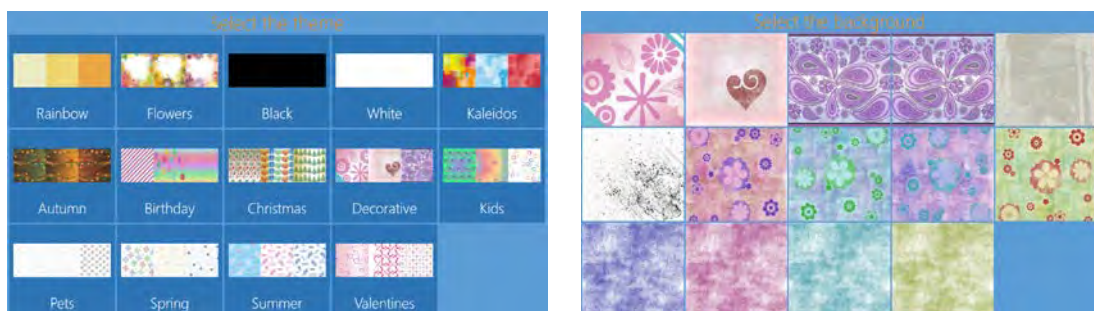 Select the theme
Rainbow Flowers Black White Kaleidos
Autumn Birthday Christmas Decorative Kids
Pets Spring Summer Valentines
Select the background